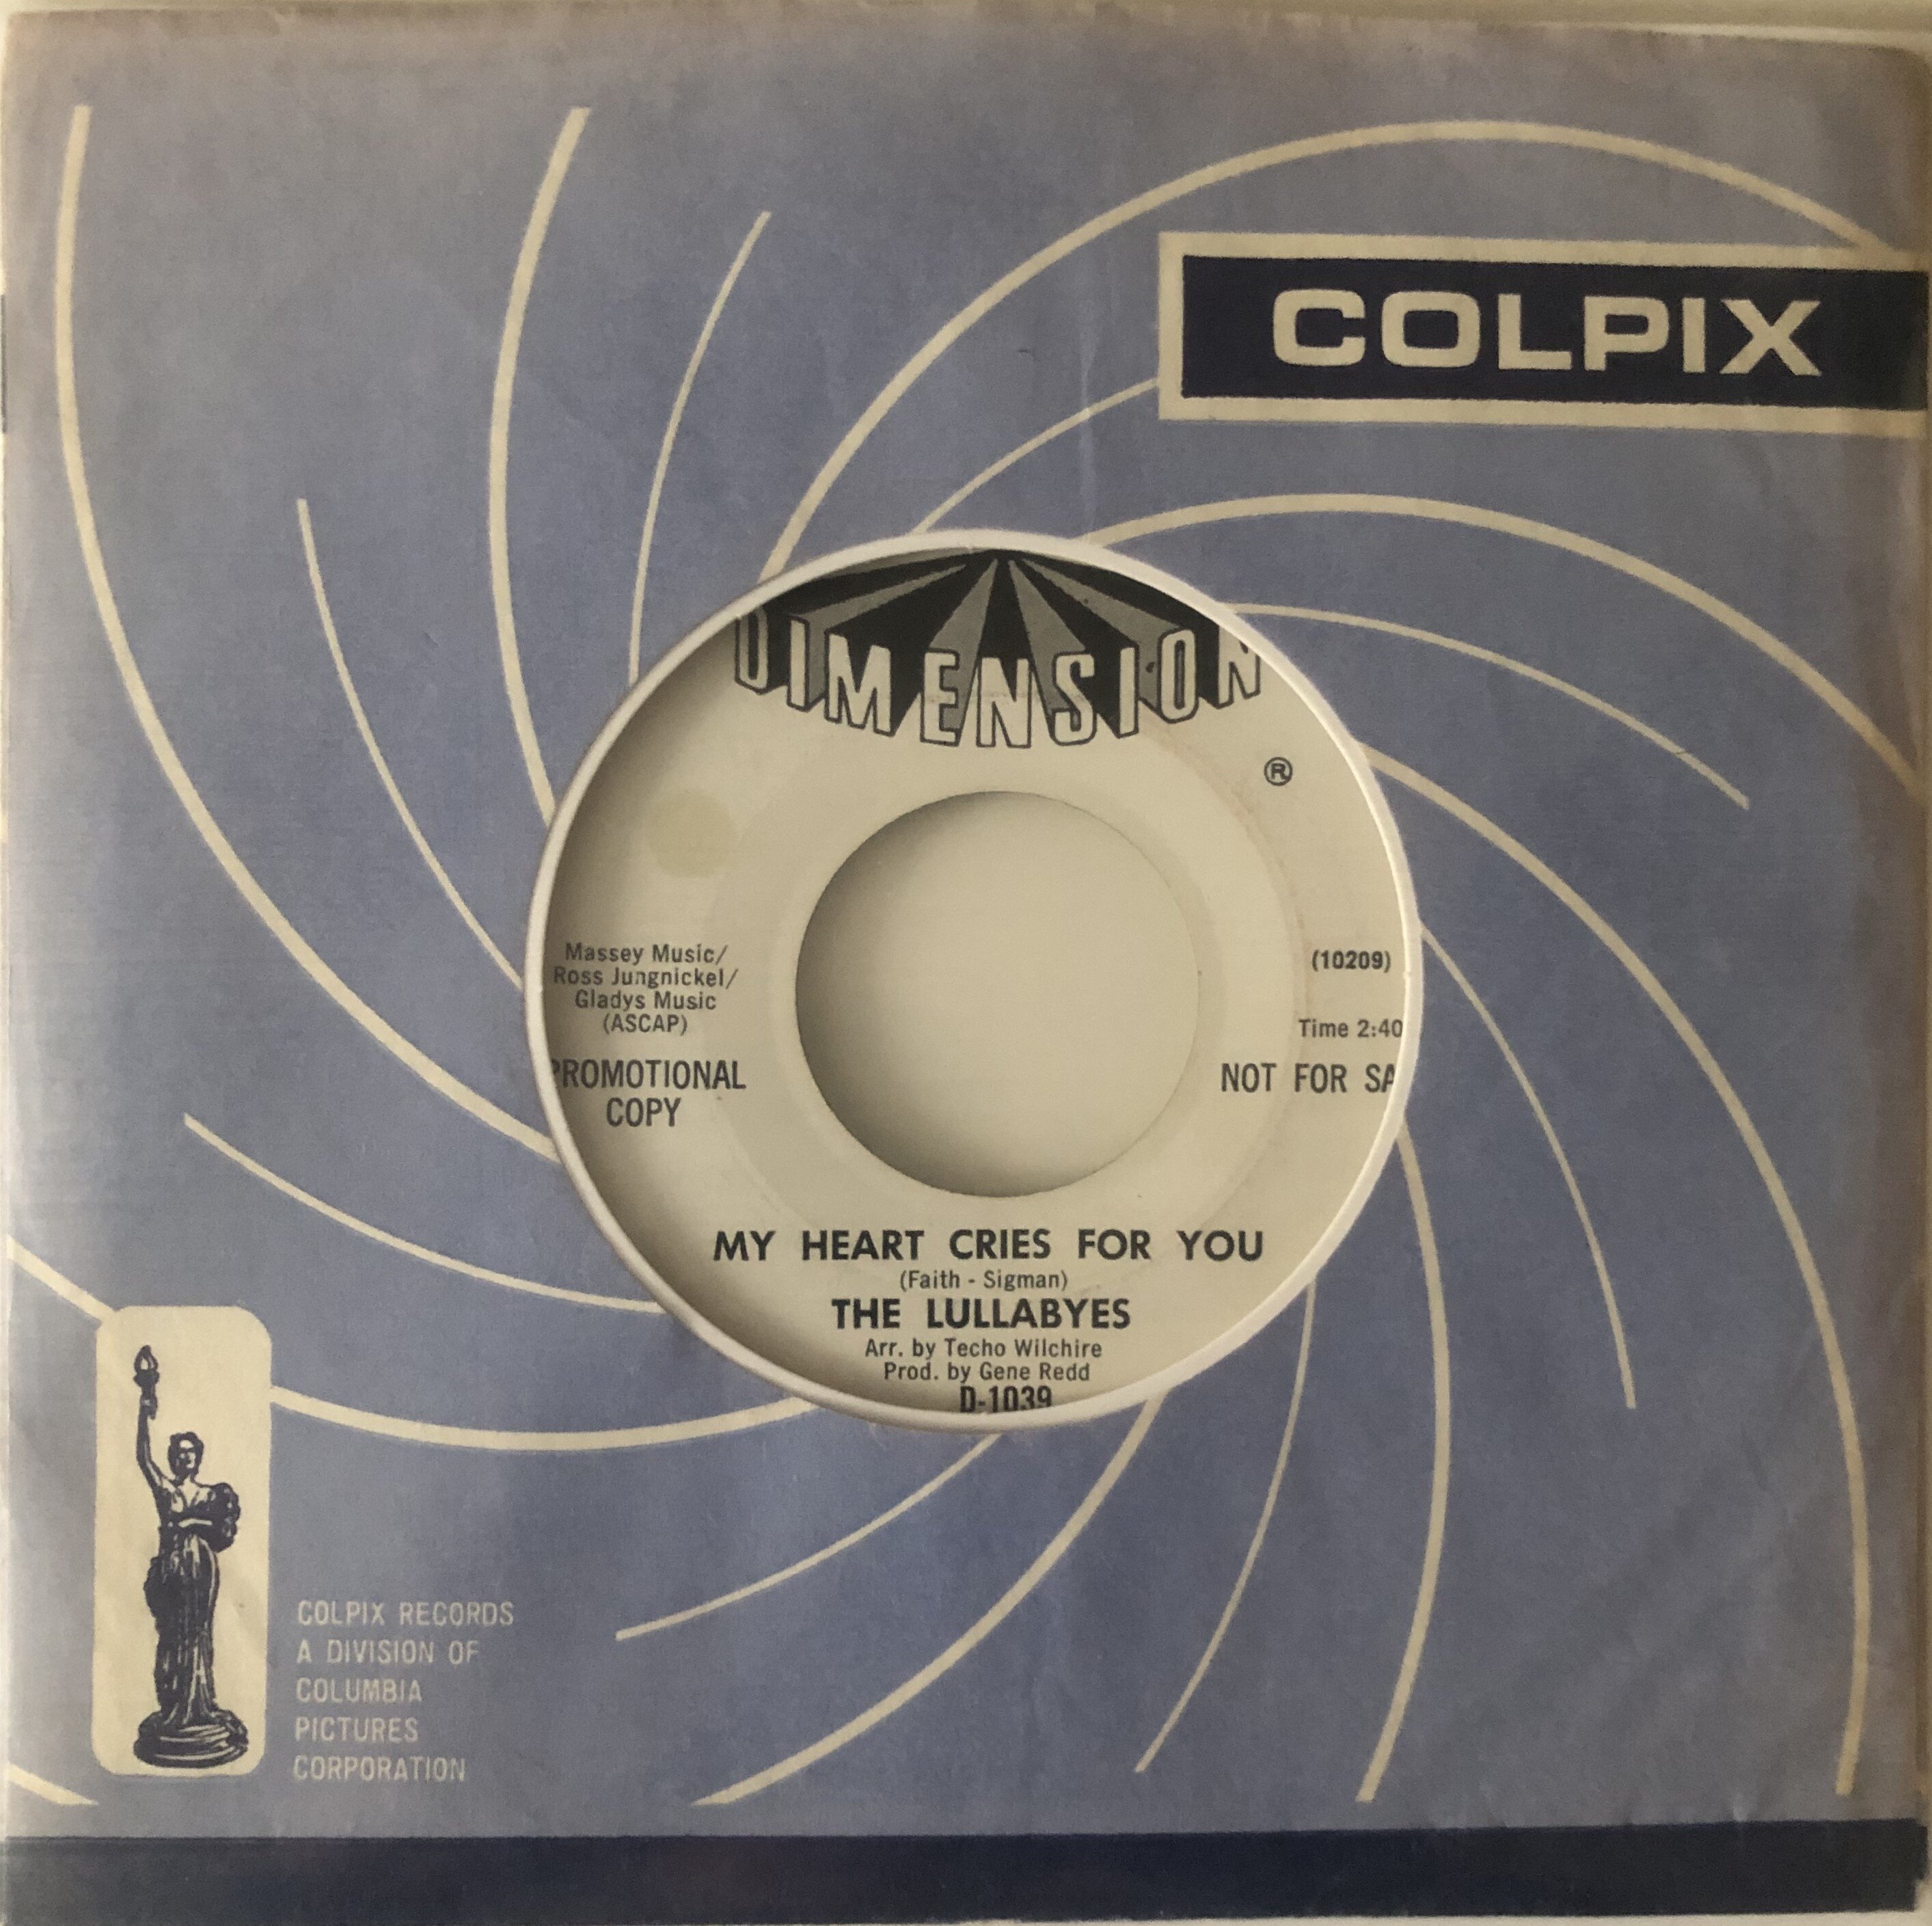 COLPIX
DIMENSION
®
Massey Music/
Ross Jungnickel/
Gladys Music
(ASCAP)
PROMOTIONAL
COPY
(10209)
Time 2:40
NOT FOR SA
MY HEART CRIES FOR YOU
(Faith - Sigman)
THE LULLABYES
Arr. by Techo Wilchire
Prod. by Gene Redd
D-1039
COLPIX RECORDS
A DIVISION OF
COLUMBIA
PICTURES
CORPORATION